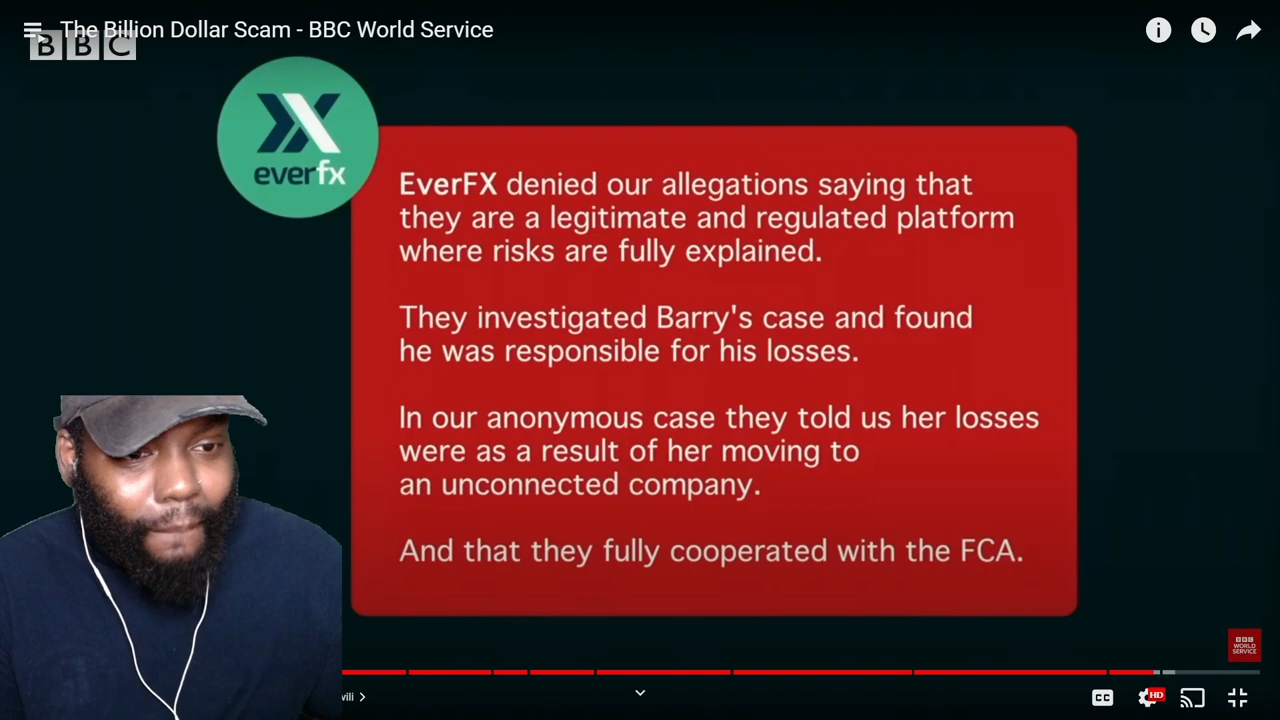 The Billion Dollar Scam - BBC World Service
BBC
everfx
EverFX denied our allegations saying that
they are a legitimate and regulated platform
where risks are fully explained.
They investigated Barry's case and found
he was responsible for his losses.
In our anonymous case they told us her losses
were as a result of her moving to
an unconnected company.
And that they fully cooperated with the FCA.
BBC
WORLD
SERVICE
vili
CC
HD